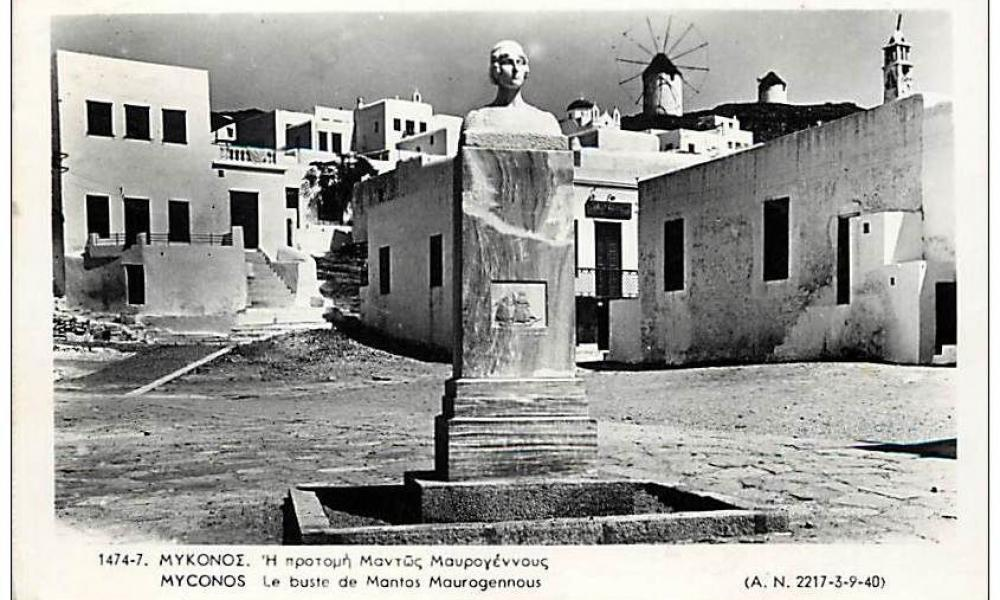 1474-7. ΜΥΚΟΝΟΣ. Ἡ προτομὴ Μαντῶς Μαυρογέννους
MYCONOS Le buste de Mantos Maurogennous
(A. N. 2217-3-9-40)